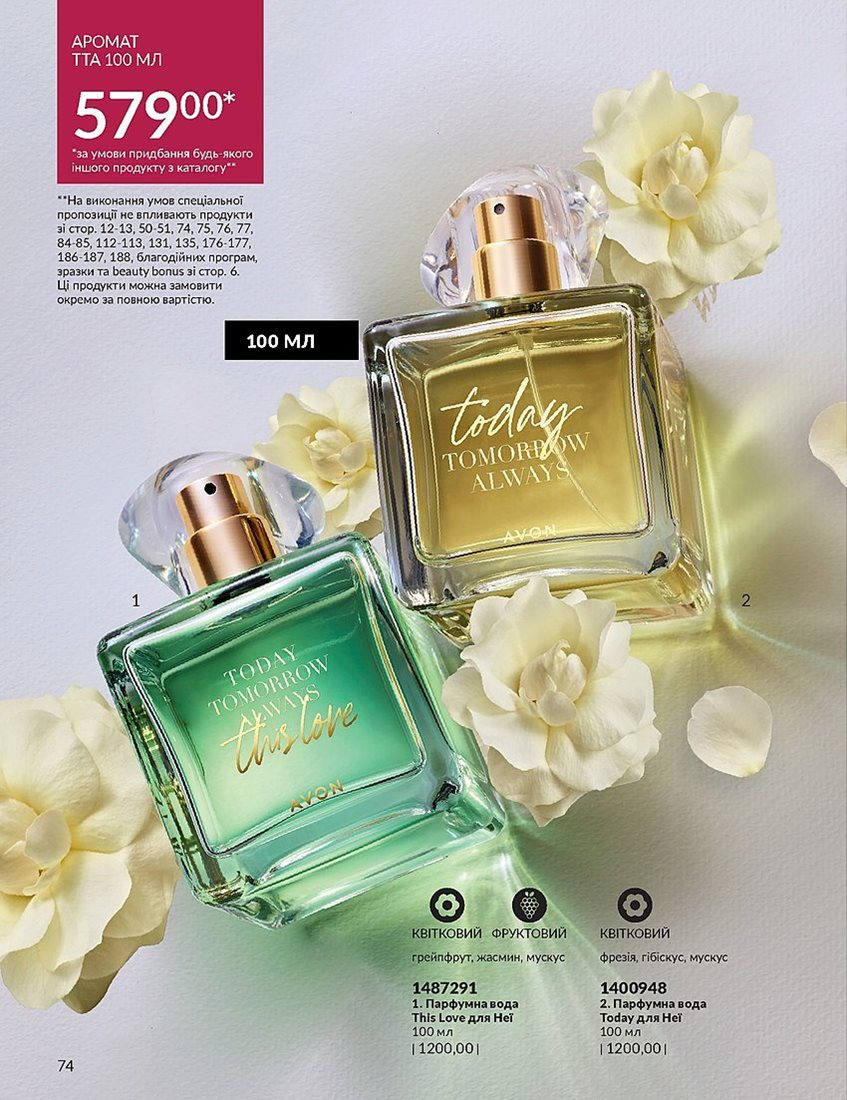 АРОМАТ
ТТА 100 МЛ
579⁰⁰*
*за умови придбання будь-якого
іншого продукту з каталогу**
**На виконання умов спеціальної
пропозиції не впливають продукти
зі стор. 12-13, 50-51, 74, 75, 76, 77,
84-85, 112-113, 131, 135, 176-177,
186-187, 188, благодійних програм,
зразки та beauty bonus зі стор. 6.
Ці продукти можна замовити
окремо за повною вартістю.
100 МЛ
today
TOMORROW
ALWAYS
AVON
1
2
TODAY
TOMORROW
ALWAYS
this love
AVON
КВІТКОВИЙ ФРУКТОВИЙ
грейпфрут, жасмин, мускус
1487291
1. Парфумна вода
This Love для Неї
100 мл
| 1200,00 |
КВІТКОВИЙ
фрезія, гібіскус, мускус
1400948
2. Парфумна вода
Today для Неї
100 мл
| 1200,00 |
74